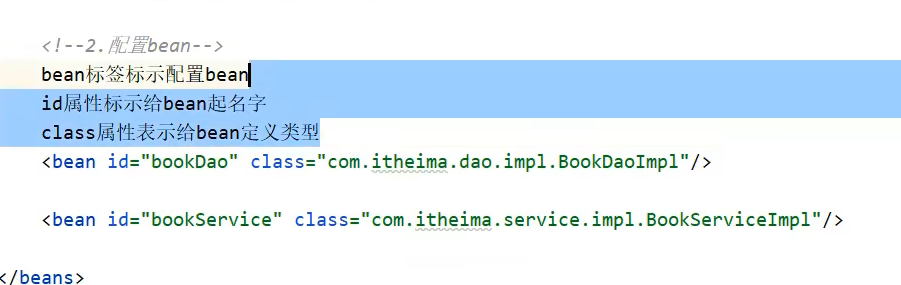 <!--2.配置bean-->
bean标签标示配置bean
id属性标示给bean起名字
class属性表示给bean定义类型
<bean id="bookDao" class="com.itheima.dao.impl.BookDaoImpl"/>
<bean id="bookService" class="com.itheima.service.impl.BookServiceImpl"/>
</beans>